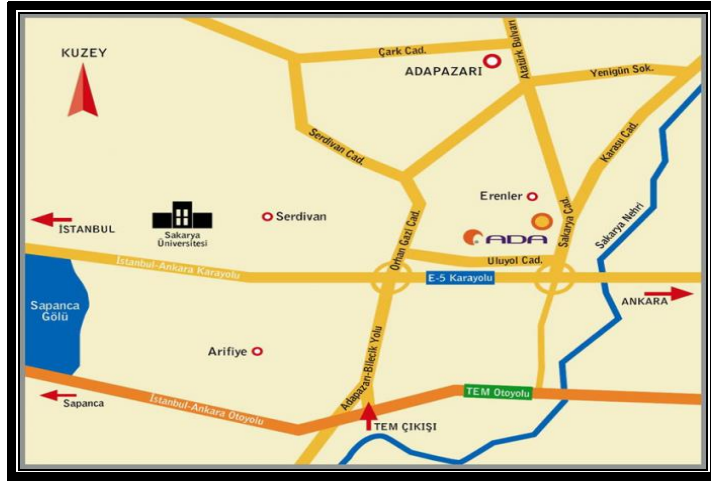 KUZEY
Çark Cad.
ADAPAZARI
Atatürk Bulvarı
Yenigün Sok.
Serdivan Cad.
Karasu Cad.
Erenler
Serdivan
Sakarya
Üniversitesi
İSTANBUL
ADA
Orhan Gazi Cad.
Sakarya Cad.
Sakarya Nehri
Uluyol Cad.
İstanbul-Ankara Karayolu
E-5 Karayolu
ANKARA
Sapanca
Gölü
Arifiye
Adapazarı-Bilecik Yolu
TEM Otoyolu
Sapanca
İstanbul-Ankara Otoyolu
TEM ÇIKIŞI